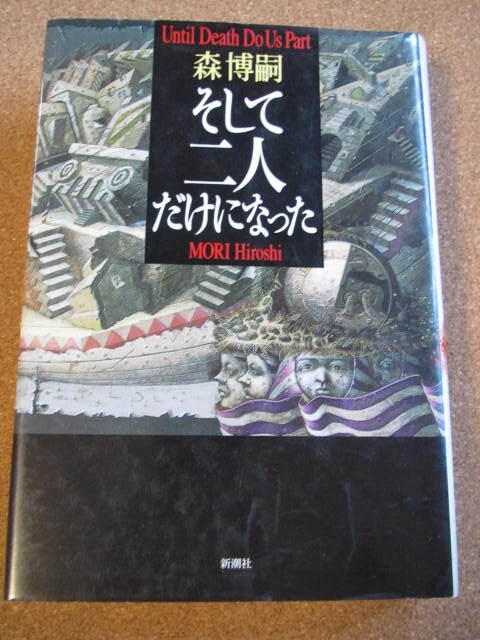 Until Death Do Us Part
森 博嗣
そして
二人
だけになった
MORI Hiroshi
新潮社